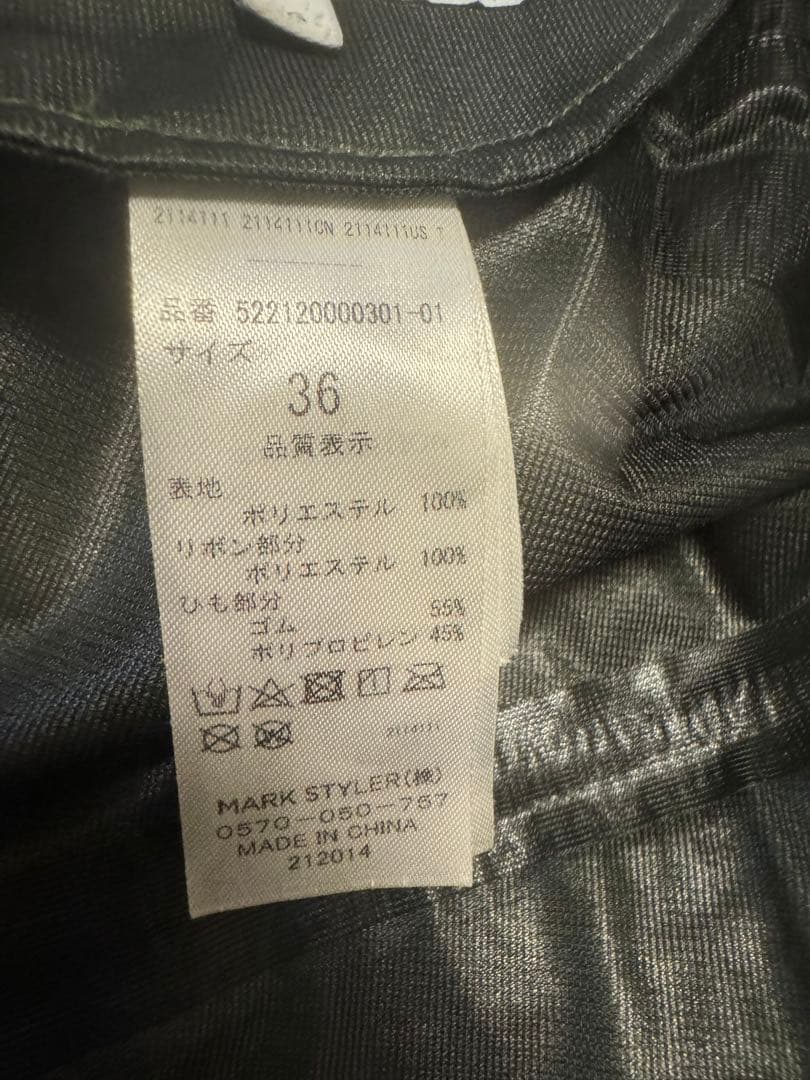 2114111 2114111CN 2114111US
品番 522120000301-01
サイズ
36
品質表示
表地
ポリエステル 100%
リボン部分
ポリエステル 100%
ひも部分
ゴム 55%
ポリプロピレン 45%
2114111
MARK STYLER(株)
0570-050-757
MADE IN CHINA
212014